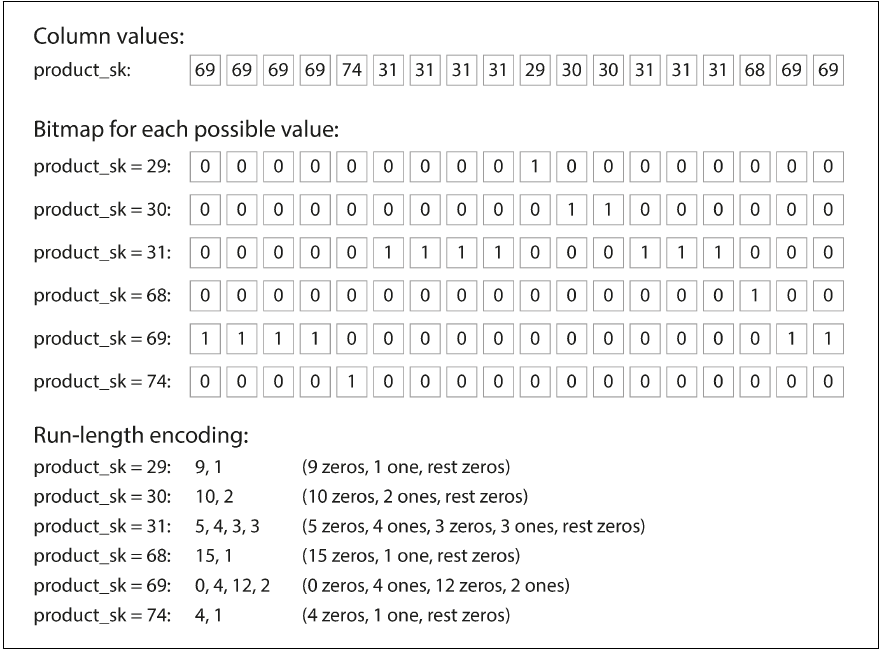 Column values:
product_sk: 69 69 69 69 74 31 31 31 31 29 30 30 31 31 31 68 69 69
Bitmap for each possible value:
product_sk = 29: 0 0 0 0 0 0 0 0 0 1 0 0 0 0 0 0 0 0
product_sk = 30: 0 0 0 0 0 0 0 0 0 0 1 1 0 0 0 0 0 0
product_sk = 31: 0 0 0 0 0 1 1 1 1 0 0 0 1 1 1 0 0 0
product_sk = 68: 0 0 0 0 0 0 0 0 0 0 0 0 0 0 0 1 0 0
product_sk = 69: 1 1 1 1 0 0 0 0 0 0 0 0 0 0 0 0 1 1
product_sk = 74: 0 0 0 0 1 0 0 0 0 0 0 0 0 0 0 0 0 0
Run-length encoding:
product_sk = 29: 9, 1 (9 zeros, 1 one, rest zeros)
product_sk = 30: 10, 2 (10 zeros, 2 ones, rest zeros)
product_sk = 31: 5, 4, 3, 3 (5 zeros, 4 ones, 3 zeros, 3 ones, rest zeros)
product_sk = 68: 15, 1 (15 zeros, 1 one, rest zeros)
product_sk = 69: 0, 4, 12, 2 (0 zeros, 4 ones, 12 zeros, 2 ones)
product_sk = 74: 4, 1 (4 zeros, 1 one, rest zeros)